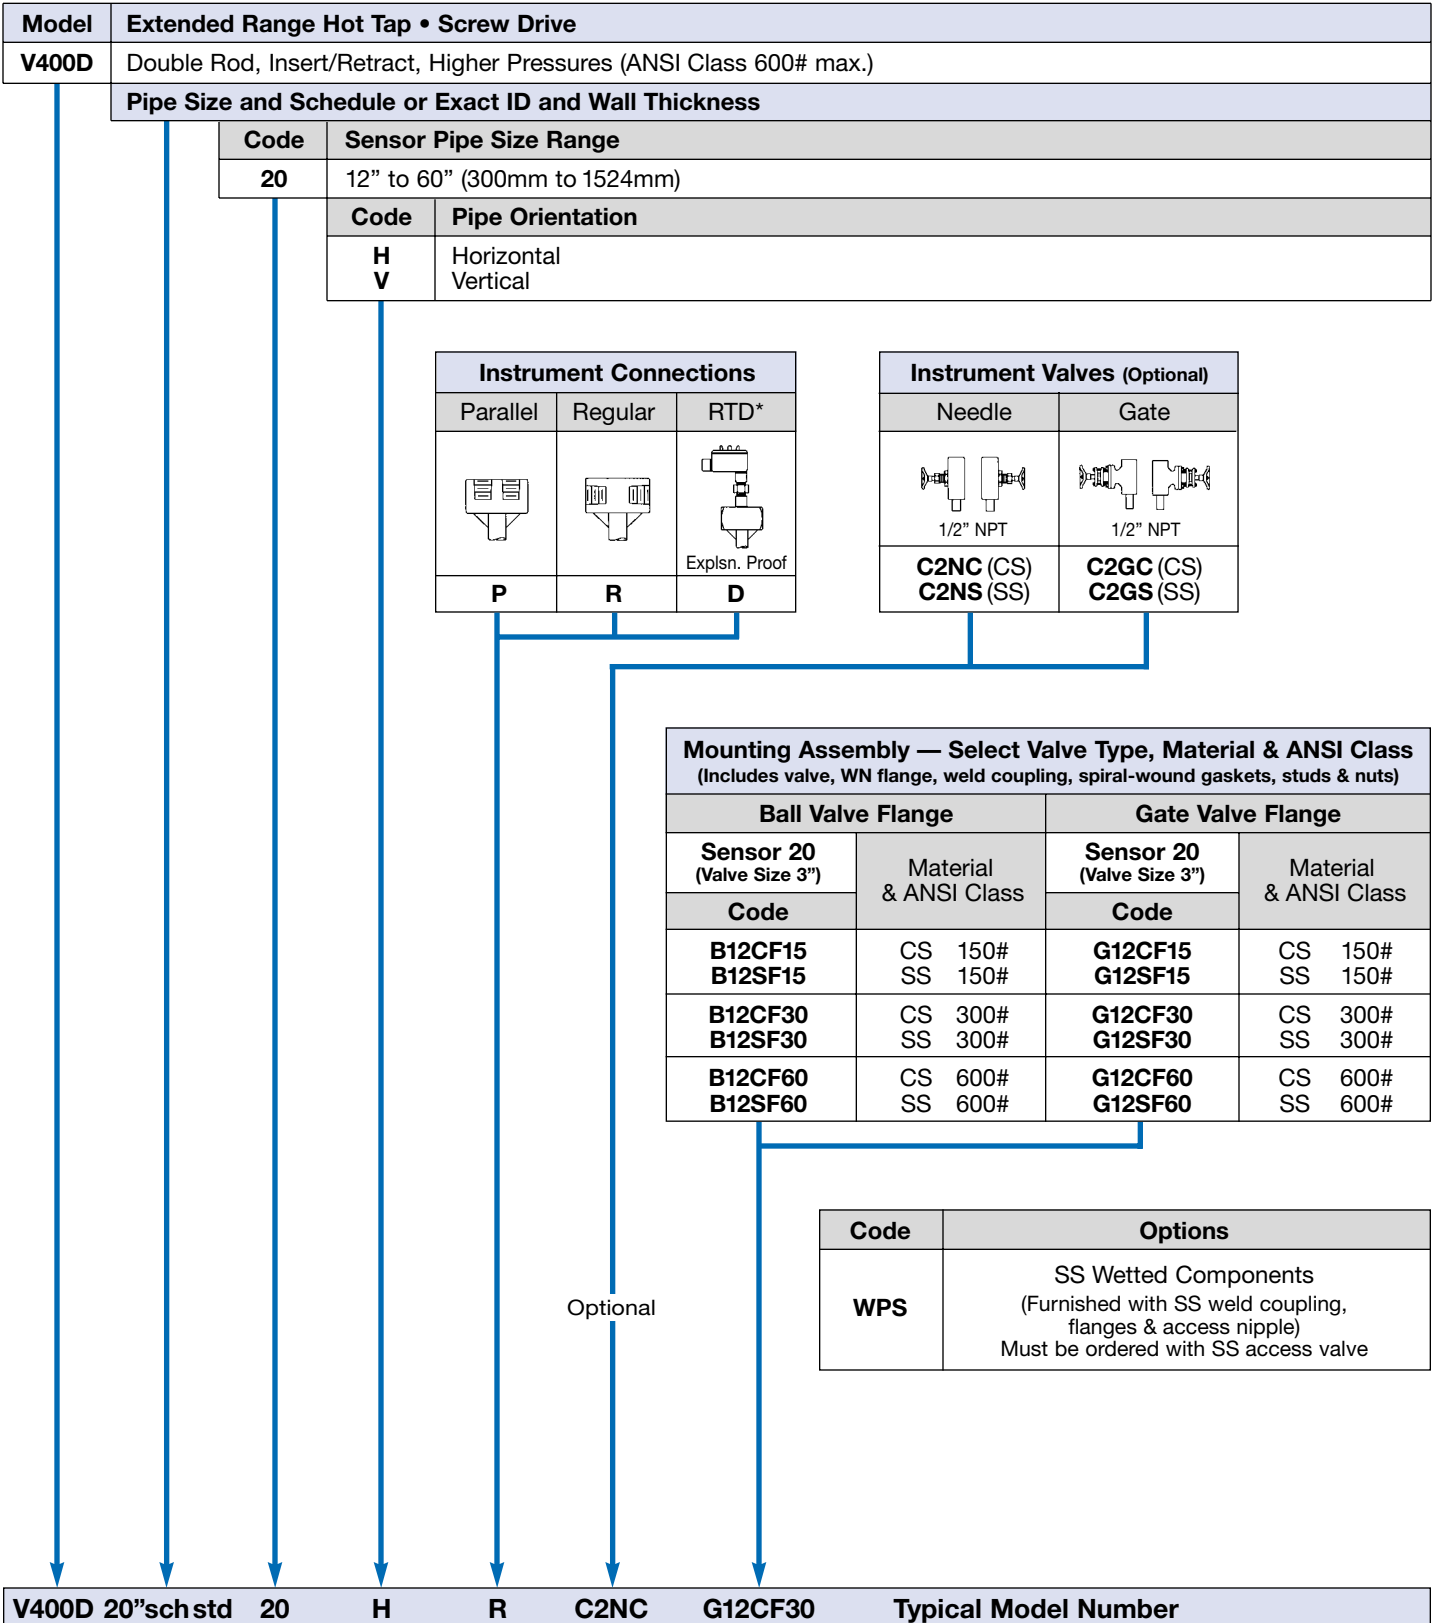 Model Extended Range Hot Tap • Screw Drive
V400D Double Rod, Insert/Retract, Higher Pressures (ANSI Class 600# max.)
Pipe Size and Schedule or Exact ID and Wall Thickness
Code Sensor Pipe Size Range
20 12” to 60” (300mm to 1524mm)
Code Pipe Orientation
H Horizontal
V Vertical
Instrument Connections
Parallel Regular RTD*
Explsn. Proof
P R D
Instrument Valves (Optional)
Needle Gate
1/2” NPT 1/2” NPT
C2NC (CS) C2GC (CS)
C2NS (SS) C2GS (SS)
Mounting Assembly — Select Valve Type, Material & ANSI Class
(Includes valve, WN flange, weld coupling, spiral-wound gaskets, studs & nuts)
Ball Valve Flange Gate Valve Flange
Sensor 20 Material Sensor 20 Material
(Valve Size 3”) & ANSI Class (Valve Size 3”) & ANSI Class
Code Code
B12CF15 CS 150# G12CF15 CS 150#
B12SF15 SS 150# G12SF15 SS 150#
B12CF30 CS 300# G12CF30 CS 300#
B12SF30 SS 300# G12SF30 SS 300#
B12CF60 CS 600# G12CF60 CS 600#
B12SF60 SS 600# G12SF60 SS 600#
Code Options
SS Wetted Components
WPS (Furnished with SS weld coupling,
flanges & access nipple)
Must be ordered with SS access valve
Optional
V400D 20”sch std 20 H R C2NC G12CF30 Typical Model Number